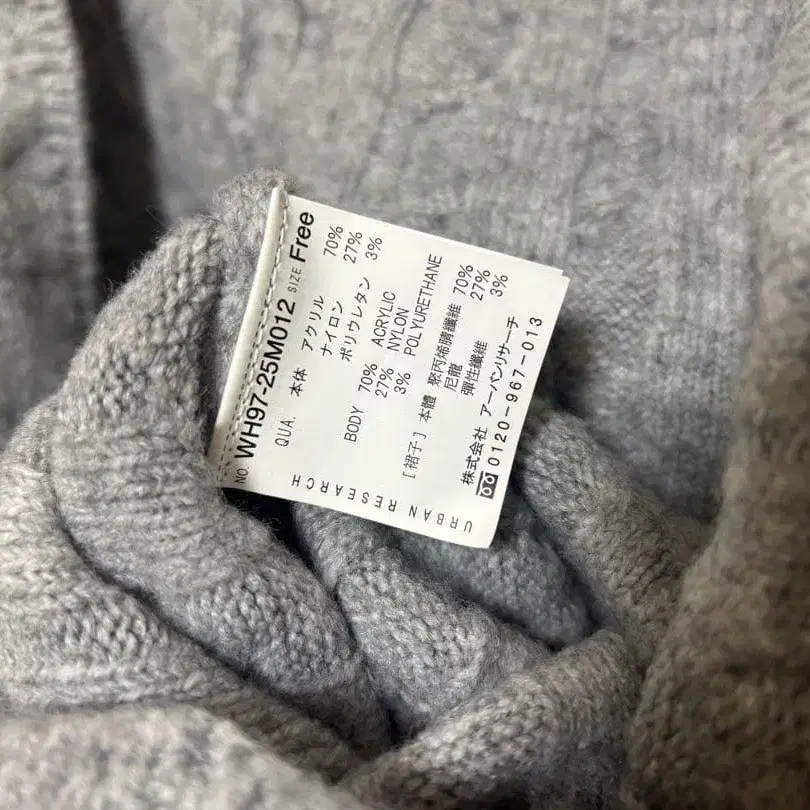 NO. WH97-25M012 SIZE Free
QUA. 本体 アクリル 70%
ナイロン 27%
ポリウレタン 3%
BODY 70% ACRYLIC
27% NYLON
3% POLYURETHANE
[裙子] 本體 聚丙烯腈纖維 70%
尼龍 27%
彈性纖維 3%
株式会社 アーバンリサーチ
0120-967-013
URBAN RESEARCH